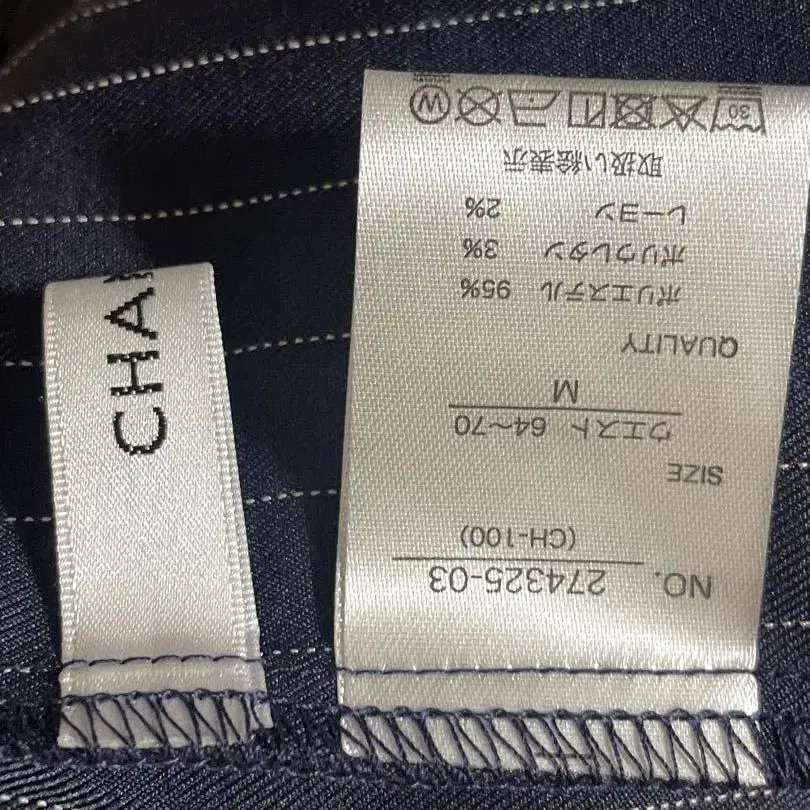 CHA
NO. 274325-03
(CH-100)
SIZE
ウエスト 64~70
M
QUALITY
ポリエステル 95%
ポリウレタン 3%
レーヨン 2%
取扱い絵表示
30
W